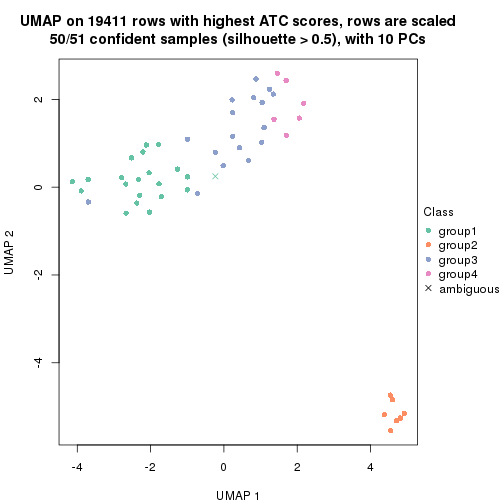 UMAP on 19411 rows with highest ATC scores, rows are scaled
50/51 confident samples (silhouette > 0.5), with 10 PCs
2
0
-2
-4
UMAP 2
-4
-2
0
2
4
UMAP 1
Class
group1
group2
group3
group4
ambiguous